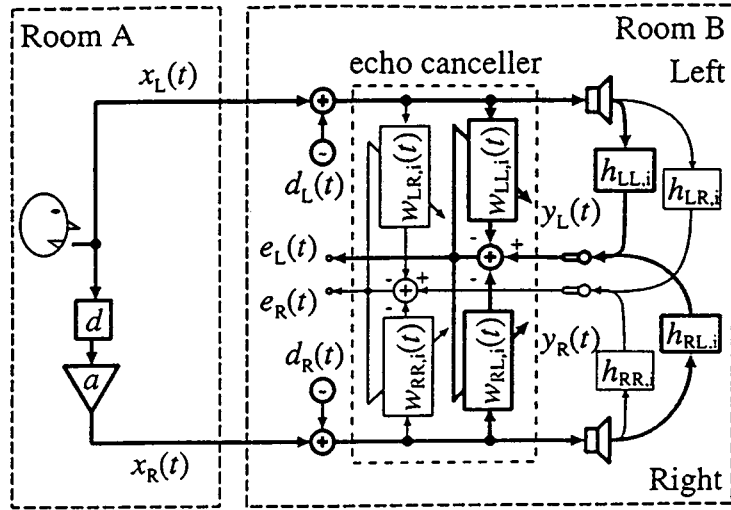 Room A
Room B
Left
x_L(t)
echo canceller
d_L(t)
w_LR,i(t)
w_LL,i(t)
h_LL,i
h_LR,i
y_L(t)
e_L(t)
e_R(t)
d
a
d_R(t)
w_RR,i(t)
w_RL,i(t)
y_R(t)
h_RR,i
h_RL,i
x_R(t)
Right